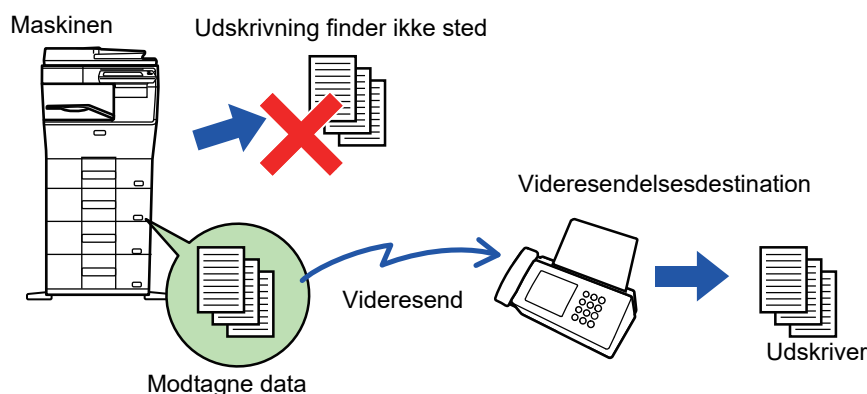 Maskinen
Udskrivning finder ikke sted
Videresendelsesdestination
Videresend
Udskriver
Modtagne data